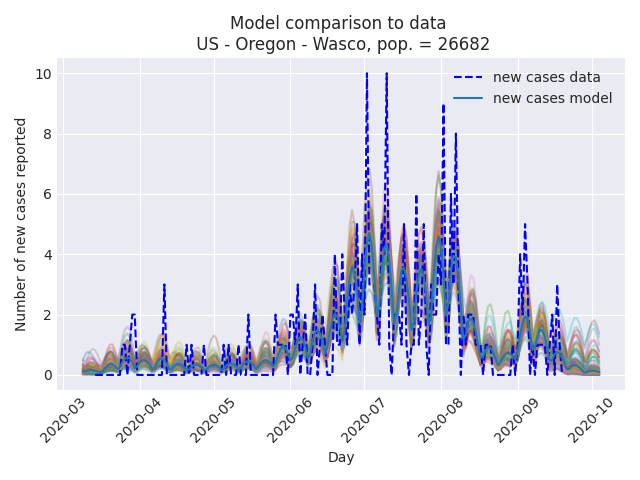 Model comparison to data
US - Oregon - Wasco, pop. = 26682
new cases data
new cases model
Number of new cases reported
10
8
6
4
2
0
2020-03
2020-04
2020-05
2020-06
2020-07
2020-08
2020-09
2020-10
Day